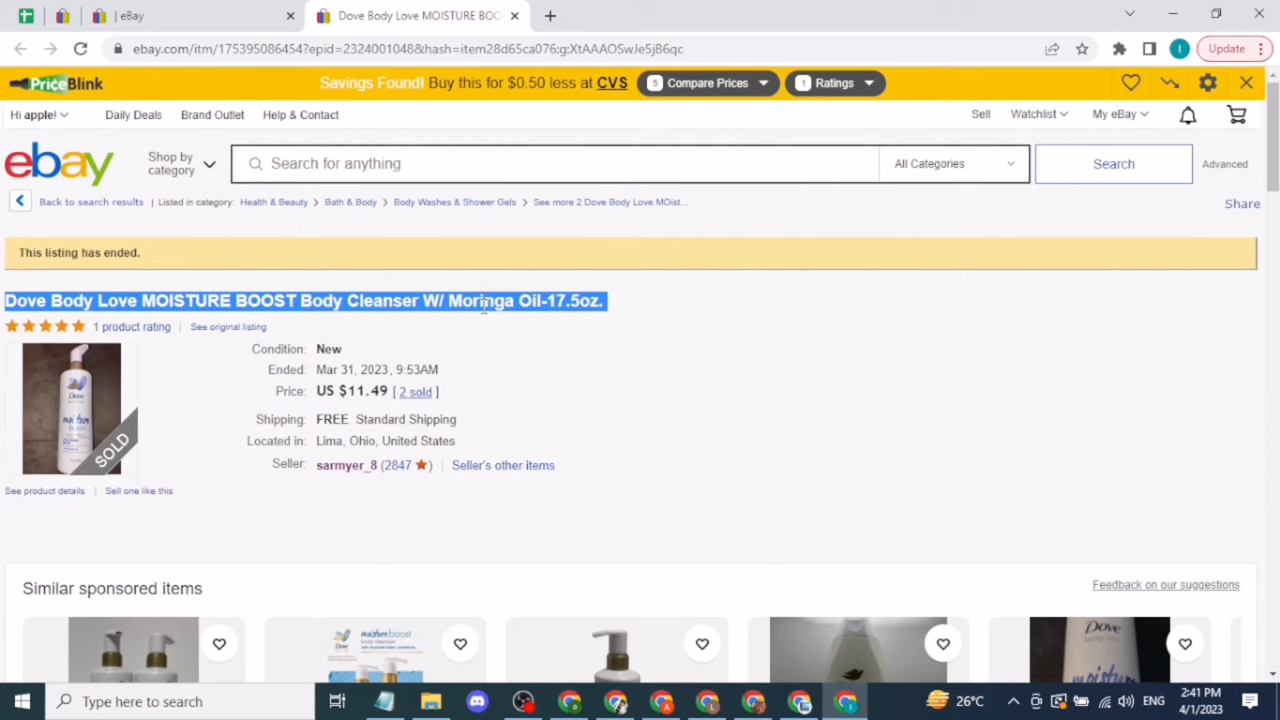 | eBay
Dove Body Love MOISTURE BOO
ebay.com/itm/175395086454?epid=2324001048&hash=item28d65ca076:g:XtAAAOSwJe5jB6qc
Update
PriceBlink
Savings Found! Buy this for $0.50 less at CVS
5 Compare Prices
1 Ratings
Hi apple!
Daily Deals
Brand Outlet
Help & Contact
Sell
Watchlist
My eBay
ebay
Shop by
category
Search for anything
All Categories
Search
Advanced
Back to search results | Listed in category: Health & Beauty > Bath & Body > Body Washes & Shower Gels > See more 2 Dove Body Love MOist...
Share
This listing has ended.
Dove Body Love MOISTURE BOOST Body Cleanser W/ Moringa Oil-17.5oz.
1 product rating | See original listing
Condition: New
Ended: Mar 31, 2023, 9:53AM
Price: US $11.49 [ 2 sold ]
Shipping: FREE Standard Shipping
Located in: Lima, Ohio, United States
Seller: sarmyer_8 (2847 ) | Seller's other items
Dove
moisture
boost
SOLD
See product details | Sell one like this
Similar sponsored items
Feedback on our suggestions
moisture boost
body cleanser
Dove
Type here to search
26°C
ENG
2:41 PM
4/1/2023